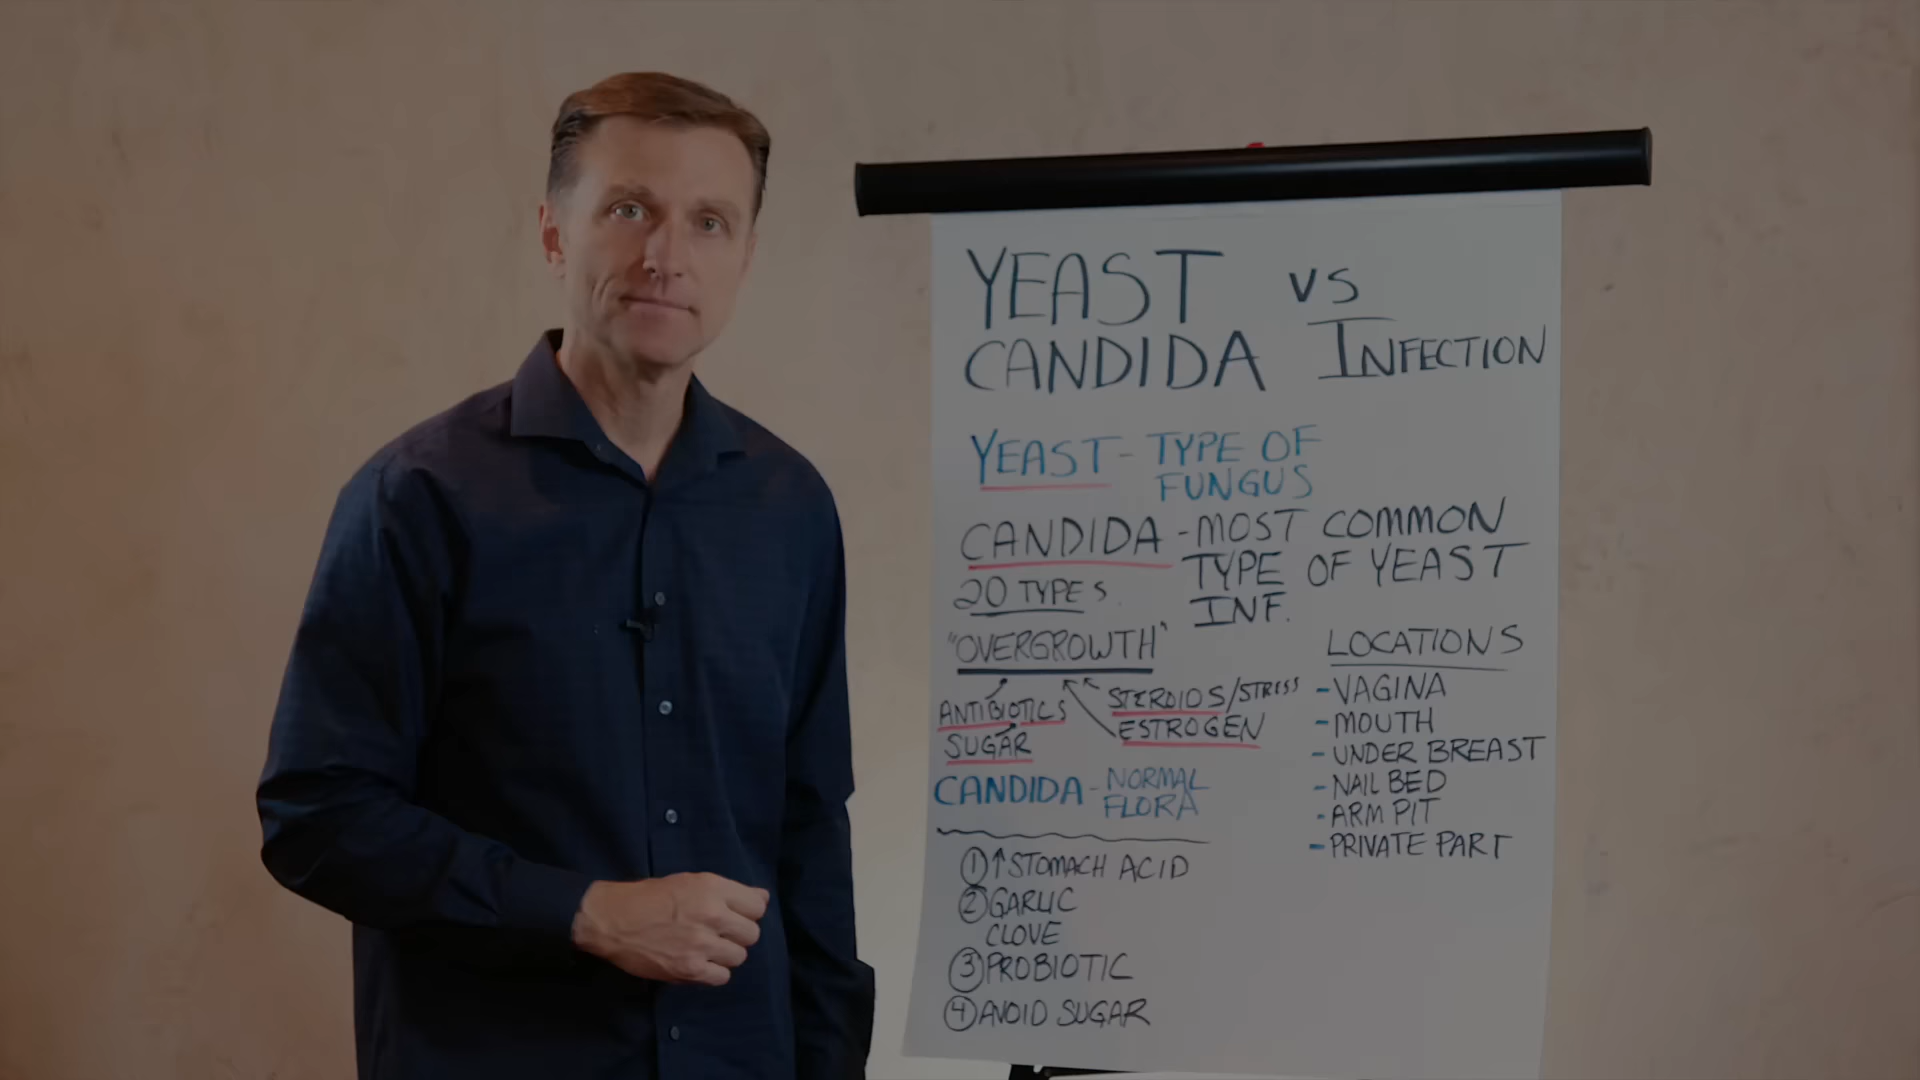 YEAST VS
CANDIDA INFECTION
YEAST - TYPE OF
FUNGUS
CANDIDA - MOST COMMON
TYPE OF YEAST
INF.
20 TYPES
"OVERGROWTH"
ANTIBIOTICS
SUGAR
STEROIDS/STRESS
ESTROGEN
CANDIDA - NORMAL
FLORA
① ↑ STOMACH ACID
② GARLIC
CLOVE
③ PROBIOTIC
④ AVOID SUGAR
LOCATIONS
- VAGINA
- MOUTH
- UNDER BREAST
- NAIL BED
- ARM PIT
- PRIVATE PART